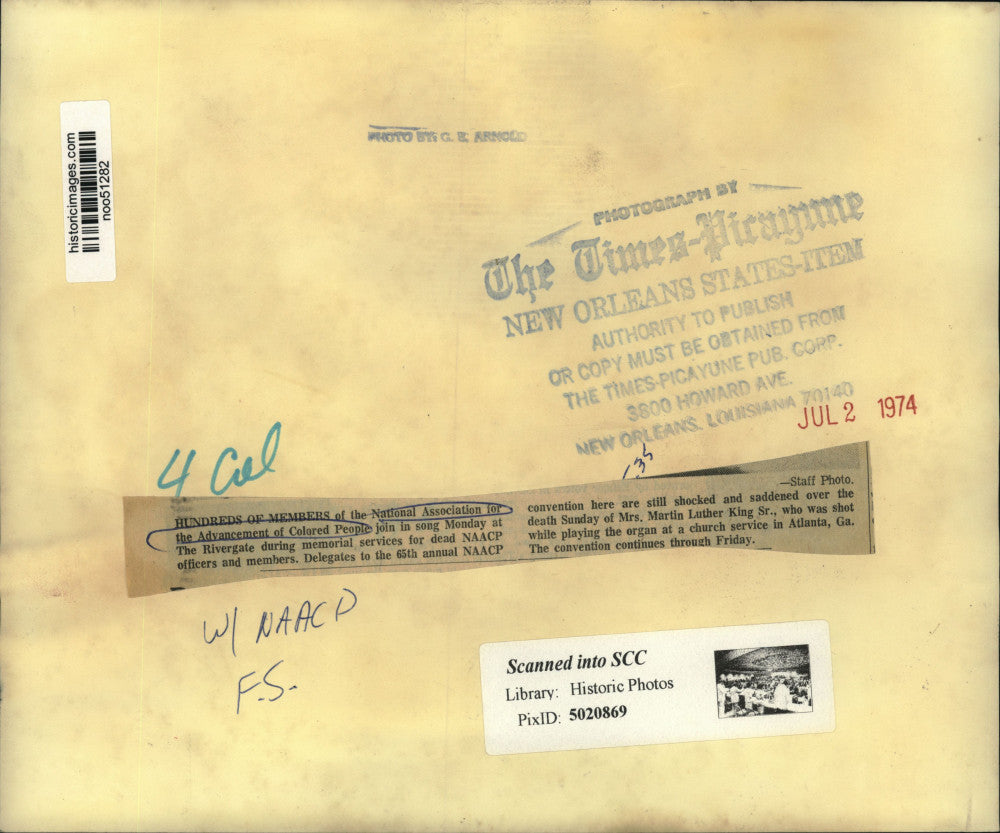 historicimages.com
noo51282
PHOTO BY: G. E. ARNOLD
PHOTOGRAPH BY
The Times-Picayune
NEW ORLEANS STATES-ITEM
AUTHORITY TO PUBLISH
OR COPY MUST BE OBTAINED FROM
THE TIMES-PICAYUNE PUB. CORP.
3800 HOWARD AVE.
NEW ORLEANS, LOUISIANA 70140
JUL 2 1974
4 Col
HUNDREDS OF MEMBERS of the National Association for
the Advancement of Colored People join in song Monday at
The Rivergate during memorial services for dead NAACP
officers and members. Delegates to the 65th annual NAACP
—Staff Photo.
convention here are still shocked and saddened over the
death Sunday of Mrs. Martin Luther King Sr., who was shot
while playing the organ at a church service in Atlanta, Ga.
The convention continues through Friday.
W/ NAACP
F.S.
Scanned into SCC
Library: Historic Photos
PixID: 5020869